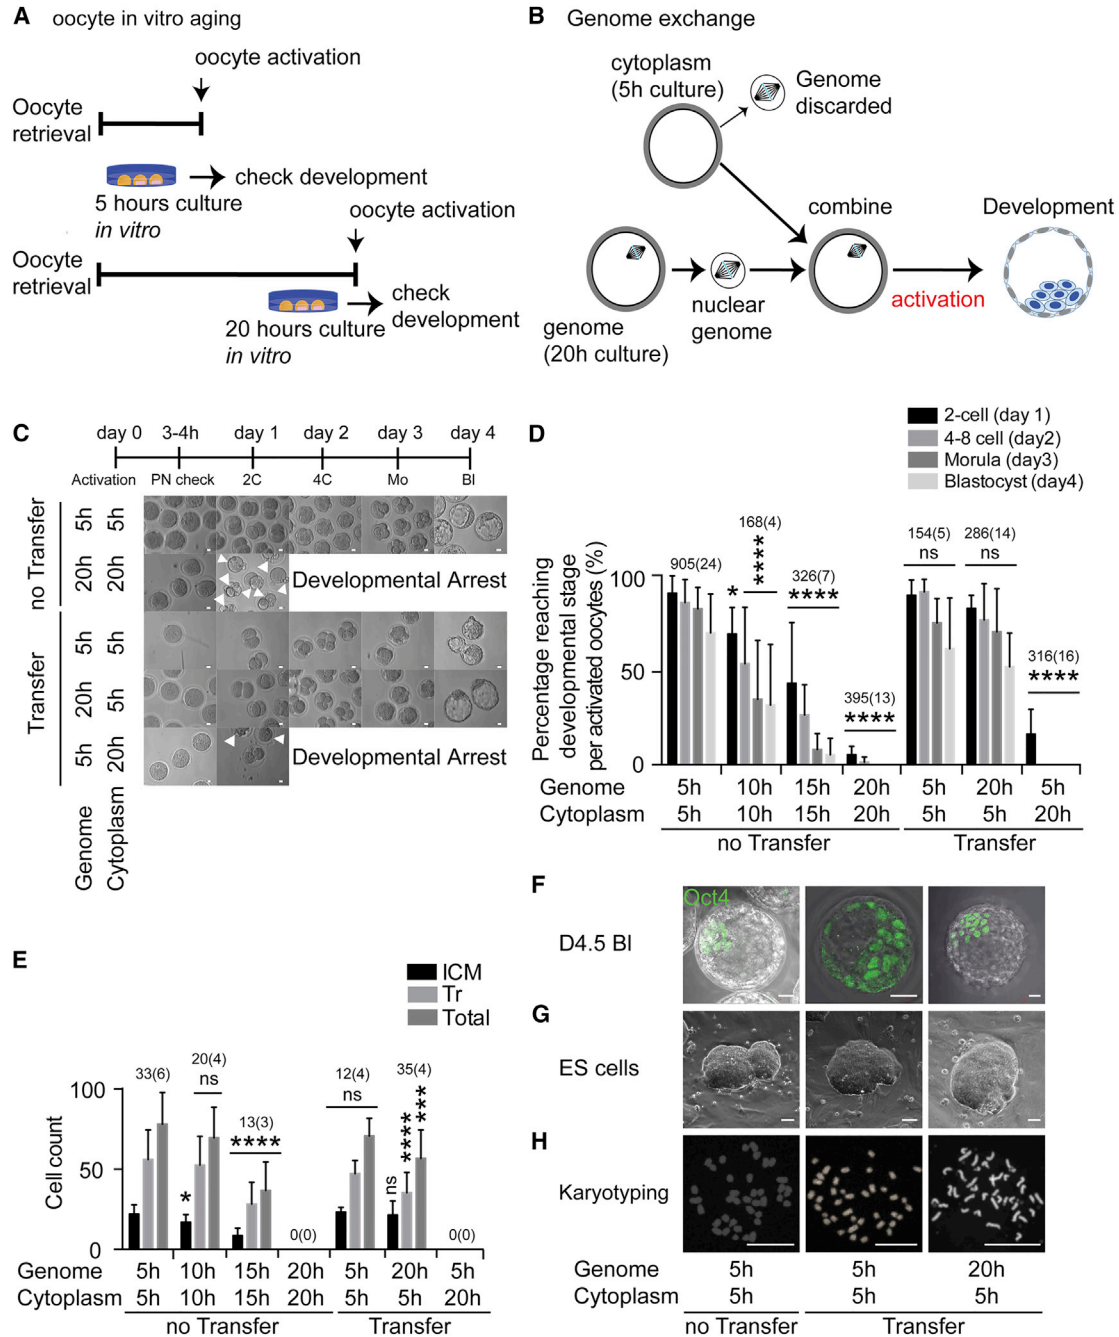 A oocyte in vitro aging
oocyte activation
Oocyte
retrieval
check development
5 hours culture
in vitro
oocyte activation
Oocyte
retrieval
check
development
20 hours culture
in vitro
B Genome exchange
cytoplasm
(5h culture)
Genome
discarded
combine
Development
nuclear
genome
activation
genome
(20h culture)
C
day 0 3-4h day 1 day 2 day 3 day 4
Activation PN check 2C 4C Mo Bl
no Transfer
5h 5h
20h 20h
Developmental Arrest
Transfer
5h 5h
20h 5h
5h 20h
Developmental Arrest
Genome
Cytoplasm
D
2-cell (day 1)
4-8 cell (day2)
Morula (day3)
Blastocyst (day4)
Percentage reaching
developmental stage
per activated oocytes (%)
100
50
0
905(24)
*
168(4)
****
326(7)
****
395(13)
****
154(5)
ns
286(14)
ns
316(16)
****
Genome 5h 10h 15h 20h 5h 20h 5h
Cytoplasm 5h 10h 15h 20h 5h 5h 20h
no Transfer Transfer
E
ICM
Tr
Total
Cell count
100
50
0
33(6)
*
20(4)
ns
13(3)
****
0(0)
12(4)
ns
35(4)
ns
****
***
0(0)
Genome 5h 10h 15h 20h 5h 20h 5h
Cytoplasm 5h 10h 15h 20h 5h 5h 20h
no Transfer Transfer
F
Oct4
D4.5 Bl
G
ES cells
H
Karyotyping
Genome 5h 5h 20h
Cytoplasm 5h 5h 5h
no Transfer Transfer